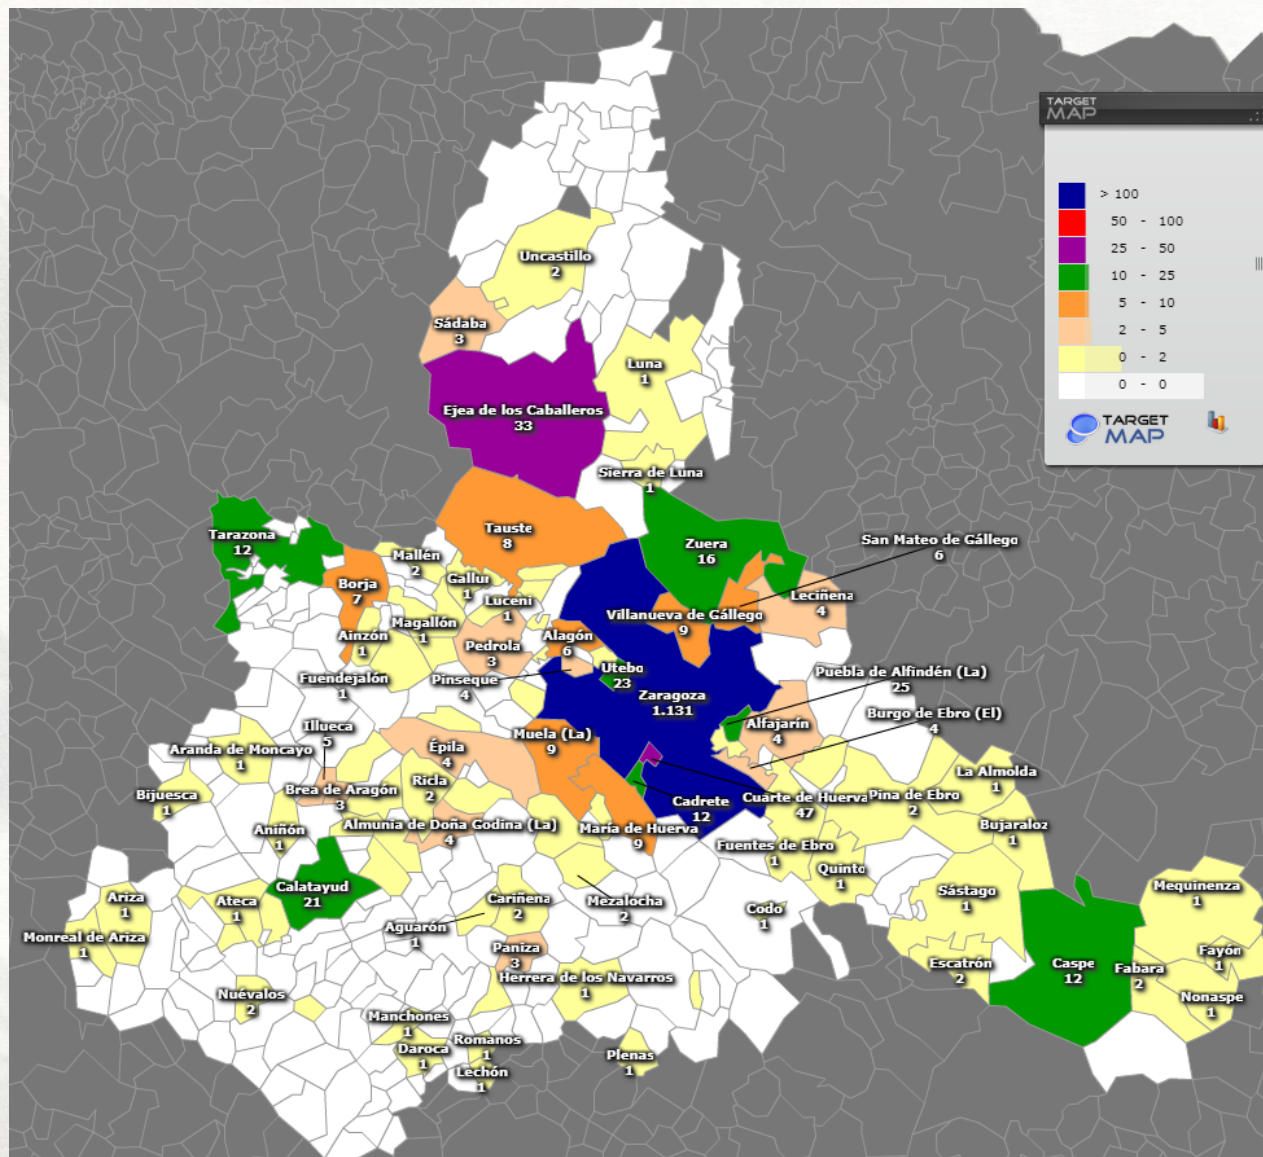 TARGET
MAP
> 100
50 - 100
25 - 50
10 - 25
5 - 10
2 - 5
0 - 2
0 - 0
TARGET
MAP
Uncastillo
2
Sádaba
3
Luna
1
Ejea de los Caballeros
33
Sierra de Luna
1
Tarazona
12
Tauste
8
Zuera
16
San Mateo de Gállego
6
Mallén
2
Borja
7
Gallur
1
Luceni
1
Leciñena
4
Villanueva de Gállego
9
Magallón
1
Ainzón
1
Alagón
6
Pedrola
3
Utebo
23
Puebla de Alfindén (La)
25
Fuendejalón
1
Pinseque
4
Zaragoza
1.131
Burgo de Ebro (El)
4
Illueca
5
Alfajarín
4
Muela (La)
9
Aranda de Moncayo
1
Épila
4
La Almolda
1
Ricla
2
Brea de Aragón
3
Bijuesca
1
Cadrete
12
Cuarte de Huerva
47
Pina de Ebro
2
Aniñón
1
Almunia de Doña Godina (La)
4
María de Huerva
9
Bujaraloz
1
Fuentes de Ebro
1
Quinto
1
Calatayud
21
Sástago
1
Mequinenza
1
Ariza
1
Ateca
1
Cariñena
2
Mezalocha
2
Codo
1
Aguarón
1
Monreal de Ariza
1
Paniza
3
Fayón
1
Escatrón
2
Caspe
12
Fabara
2
Herrera de los Navarros
1
Nuévalos
2
Nonaspe
1
Manchones
1
Romanos
1
Daroca
1
Plenas
1
Lechón
1